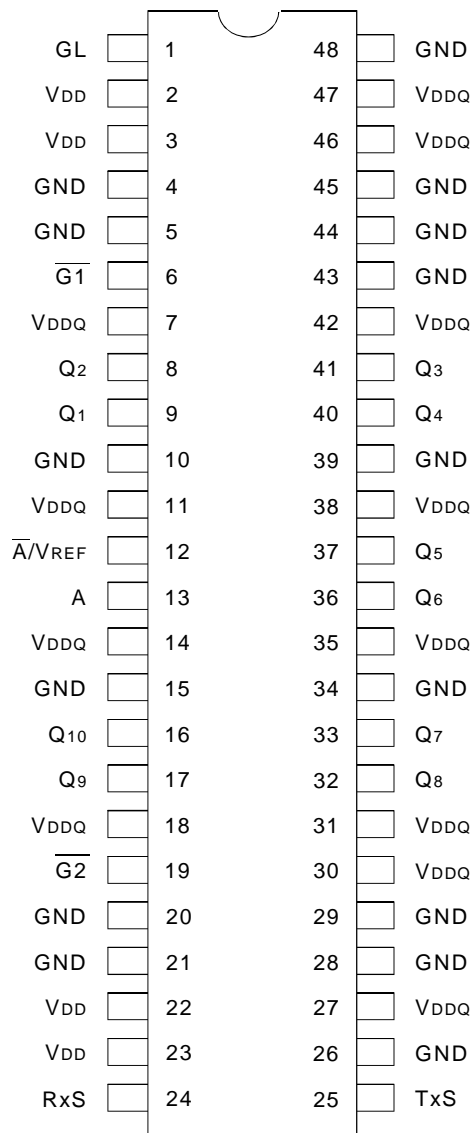 GL 1 48 GND
VDD 2 47 VDDQ
VDD 3 46 VDDQ
GND 4 45 GND
GND 5 44 GND
G̅1̅ 6 43 GND
VDDQ 7 42 VDDQ
Q2 8 41 Q3
Q1 9 40 Q4
GND 10 39 GND
VDDQ 11 38 VDDQ
A̅/VREF 12 37 Q5
A 13 36 Q6
VDDQ 14 35 VDDQ
GND 15 34 GND
Q10 16 33 Q7
Q9 17 32 Q8
VDDQ 18 31 VDDQ
G̅2̅ 19 30 VDDQ
GND 20 29 GND
GND 21 28 GND
VDD 22 27 VDDQ
VDD 23 26 GND
RxS 24 25 TxS